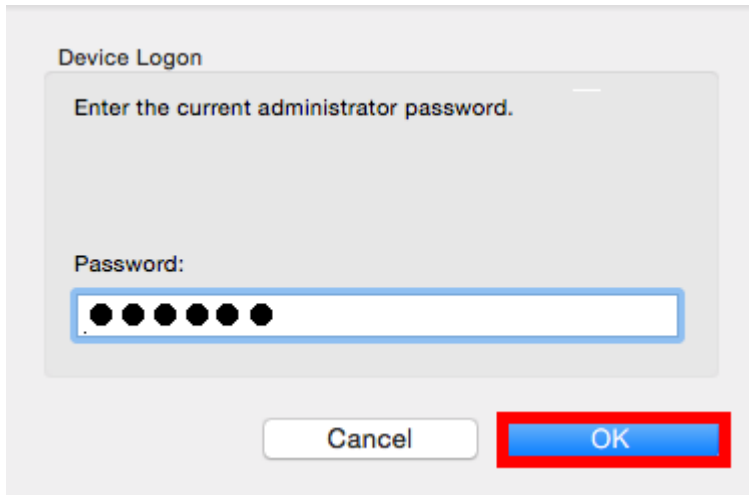 Device Logon
Enter the current administrator password.
Password:
●●●●●●
Cancel
OK